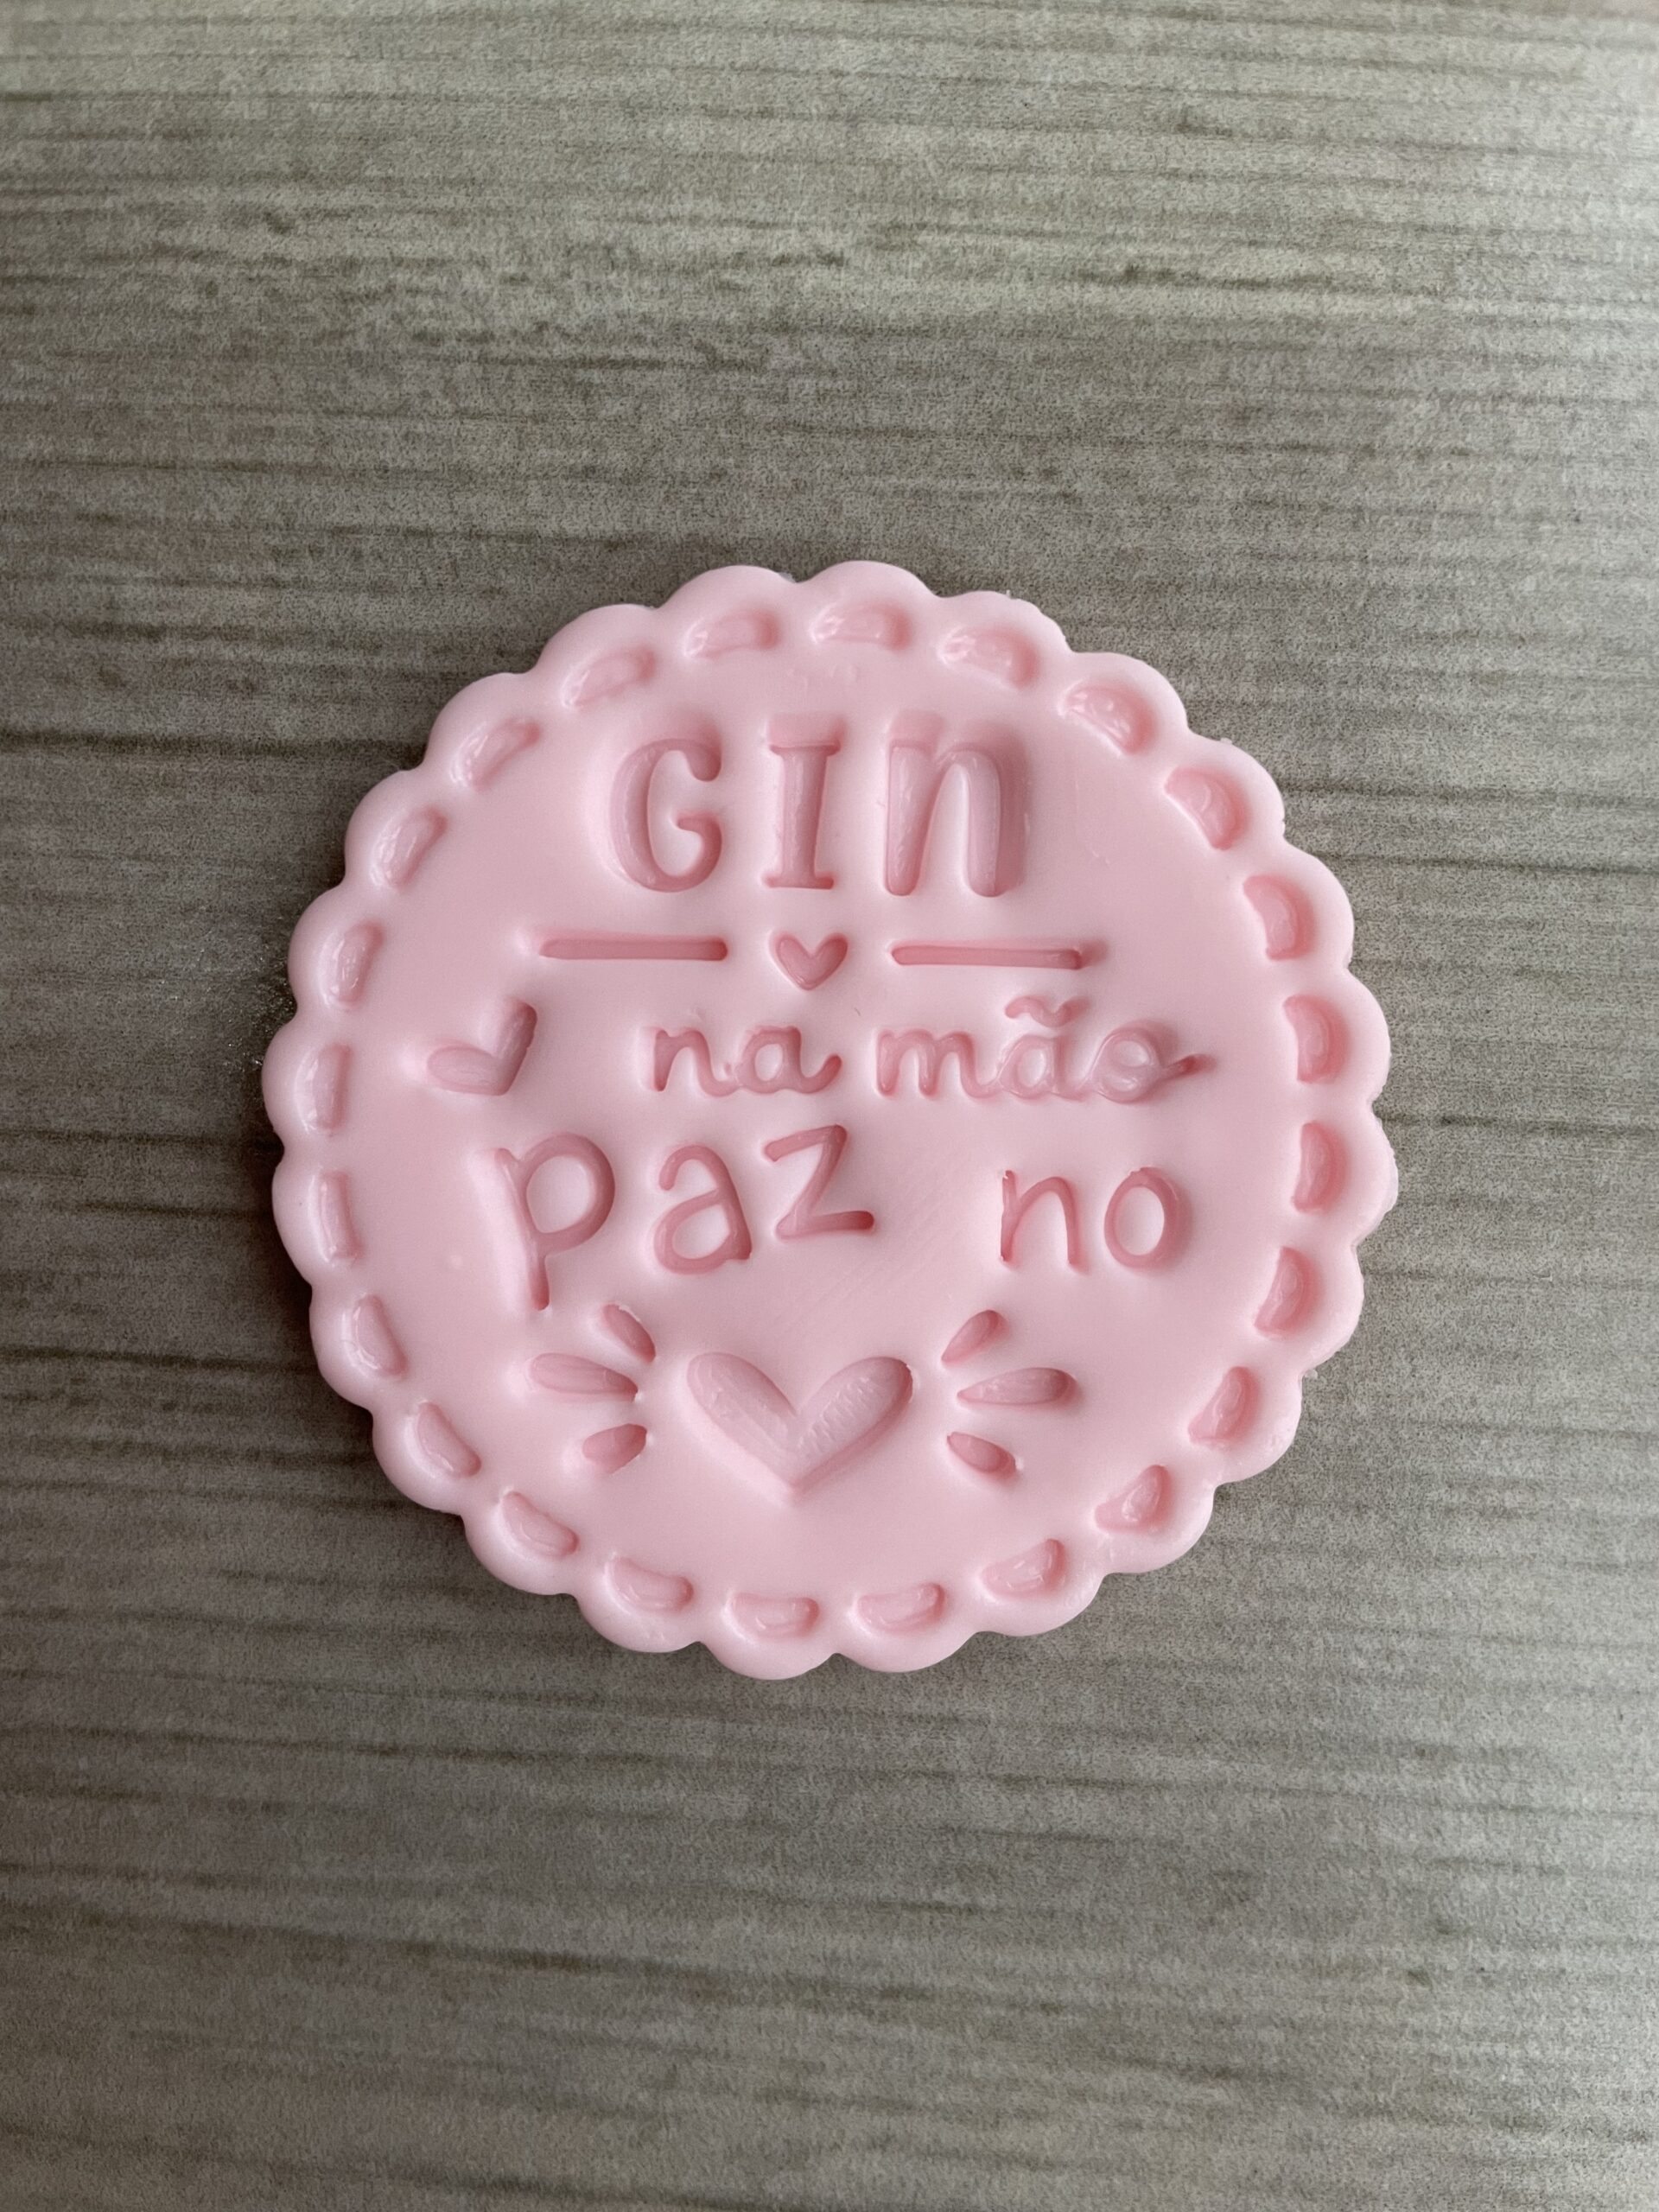 GIn
na mão
paz no